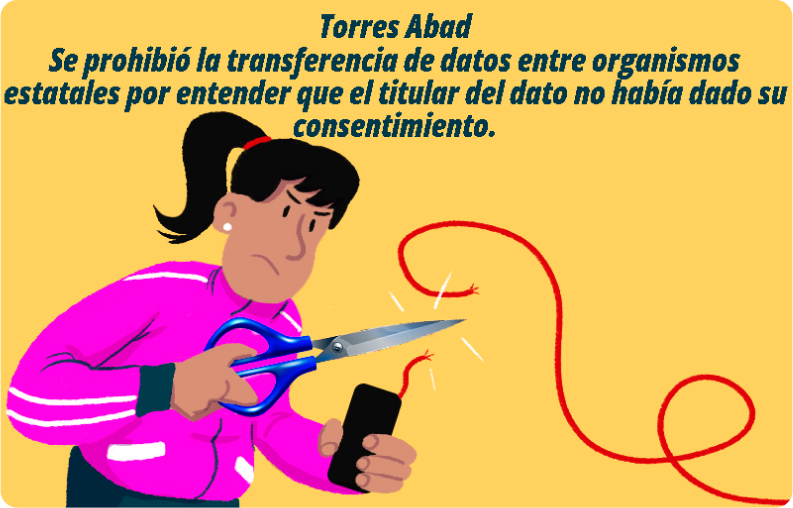 Torres Abad
Se prohibió la transferencia de datos entre organismos
estatales por entender que el titular del dato no había dado su
consentimiento.